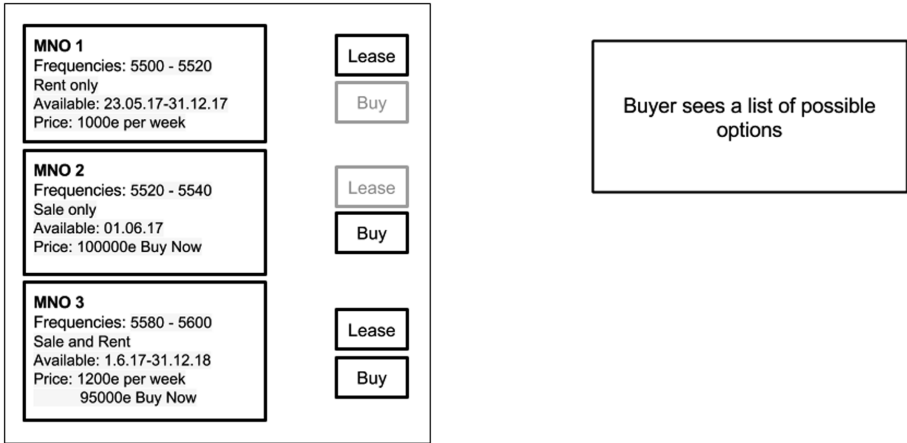 MNO 1
Frequencies: 5500 - 5520
Rent only
Available: 23.05.17-31.12.17
Price: 1000e per week
Lease
Buy
MNO 2
Frequencies: 5520 - 5540
Sale only
Available: 01.06.17
Price: 100000e Buy Now
Lease
Buy
MNO 3
Frequencies: 5580 - 5600
Sale and Rent
Available: 1.6.17-31.12.18
Price: 1200e per week
95000e Buy Now
Lease
Buy
Buyer sees a list of possible
options